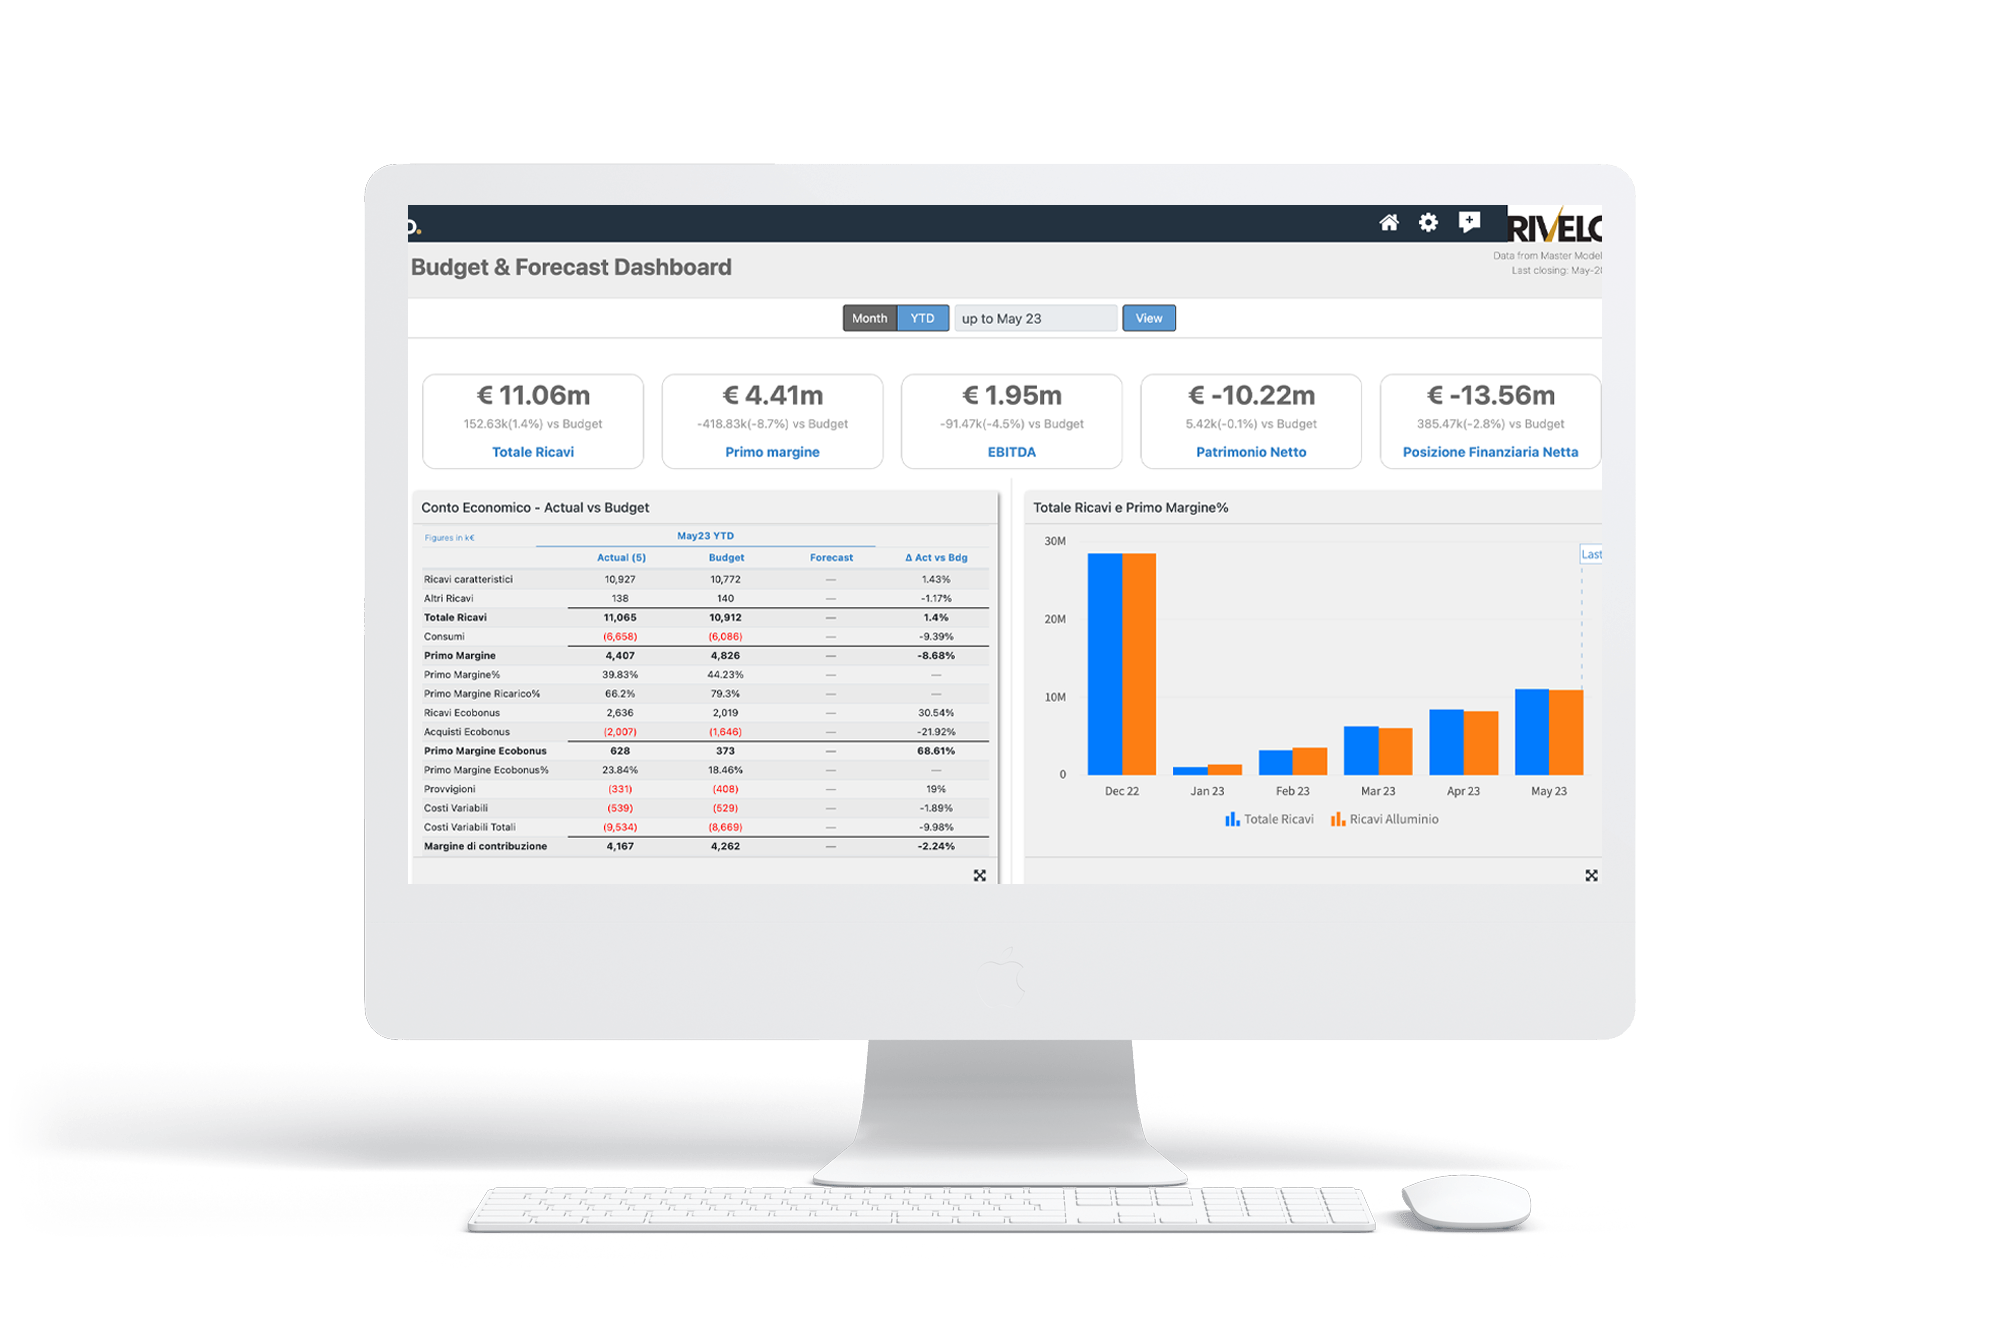 o.
RIVELO
Budget & Forecast Dashboard
Data from Master Model
Last closing: May-20
Month YTD up to May 23 View
€ 11.06m
152.63k(1.4%) vs Budget
Totale Ricavi
€ 4.41m
-418.83k(-8.7%) vs Budget
Primo margine
€ 1.95m
-91.47k(-4.5%) vs Budget
EBITDA
€ -10.22m
5.42k(-0.1%) vs Budget
Patrimonio Netto
€ -13.56m
385.47k(-2.8%) vs Budget
Posizione Finanziaria Netta
Conto Economico - Actual vs Budget
Figures in k€ May23 YTD
Actual (5) Budget Forecast Δ Act vs Bdg
Ricavi caratteristici 10,927 10,772 — 1.43%
Altri Ricavi 138 140 — -1.17%
Totale Ricavi 11,065 10,912 — 1.4%
Consumi (6,658) (6,086) — -9.39%
Primo Margine 4,407 4,826 — -8.68%
Primo Margine% 39.83% 44.23% — —
Primo Margine Ricarico% 66.2% 79.3% — —
Ricavi Ecobonus 2,636 2,019 — 30.54%
Acquisti Ecobonus (2,007) (1,646) — -21.92%
Primo Margine Ecobonus 628 373 — 68.61%
Primo Margine Ecobonus% 23.84% 18.46% — —
Provvigioni (331) (408) — 19%
Costi Variabili (539) (529) — -1.89%
Costi Variabili Totali (9,534) (8,669) — -9.98%
Margine di contribuzione 4,167 4,262 — -2.24%
Totale Ricavi e Primo Margine%
30M
Last
20M
10M
0
Dec 22 Jan 23 Feb 23 Mar 23 Apr 23 May 23
Totale Ricavi Ricavi Alluminio